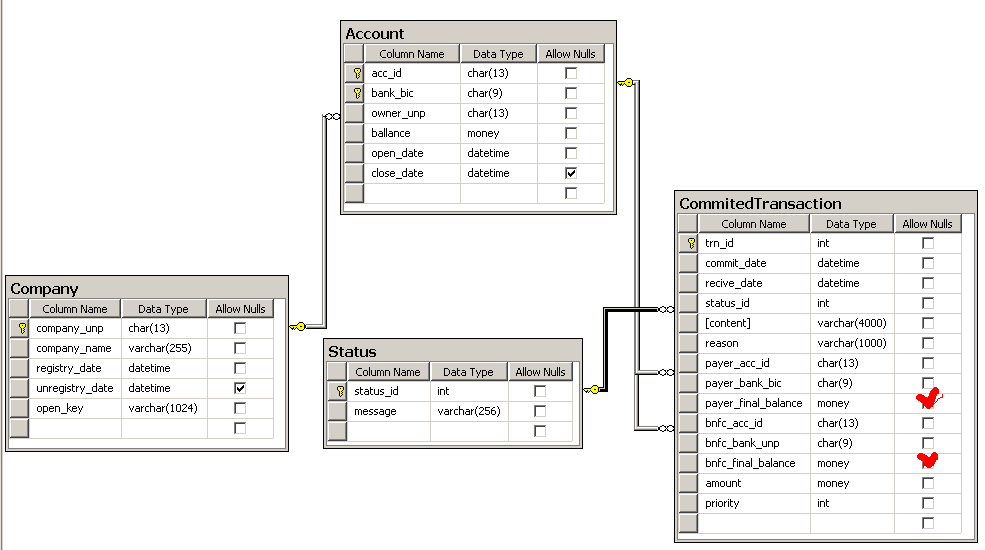 Account
Column Name Data Type Allow Nulls
acc_id char(13)
bank_bic char(9)
owner_unp char(13)
ballance money
open_date datetime
close_date datetime
Company
Column Name Data Type Allow Nulls
company_unp char(13)
company_name varchar(255)
registry_date datetime
unregistry_date datetime
open_key varchar(1024)
Status
Column Name Data Type Allow Nulls
status_id int
message varchar(256)
CommitedTransaction
Column Name Data Type Allow Nulls
trn_id int
commit_date datetime
recive_date datetime
status_id int
[content] varchar(4000)
reason varchar(1000)
payer_acc_id char(13)
payer_bank_bic char(9)
payer_final_balance money
bnfc_acc_id char(13)
bnfc_bank_unp char(9)
bnfc_final_balance money
amount money
priority int